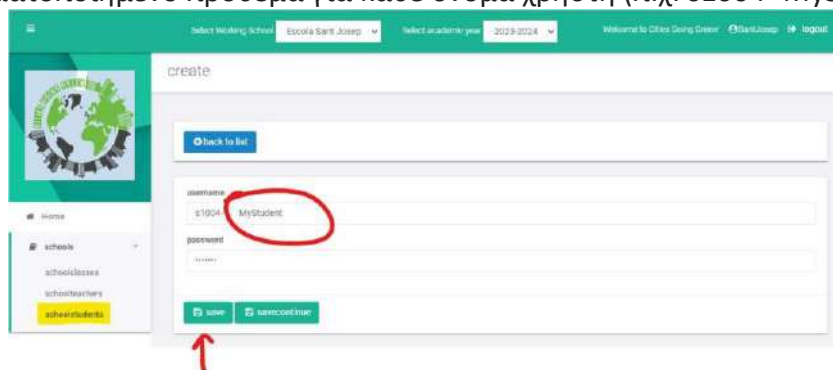 Select Working School Escola Sant Josep Select academic year 2023-2024 Welcome to Cities Going Green! SantJosep logout
create
back to list
username
s1004- MyStudent
Home
password
schools
schoolclasses
schoolteachers
schoolstudents
save savecontinue